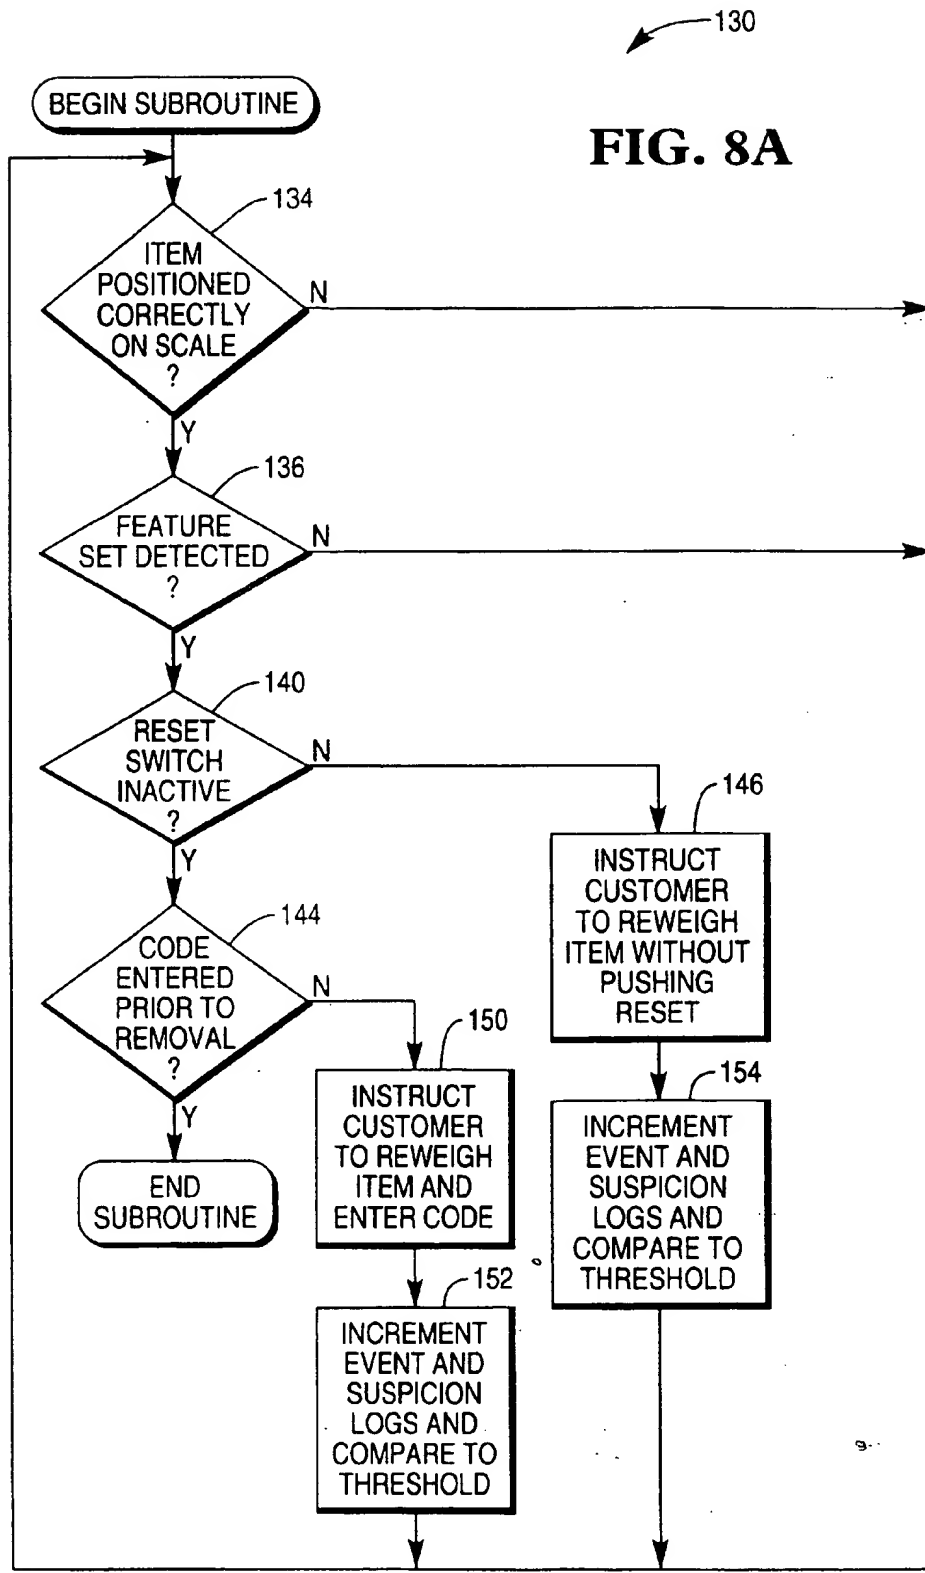 130
BEGIN SUBROUTINE
FIG. 8A
134
ITEM
POSITIONED
CORRECTLY
ON SCALE
?
N
Y
136
FEATURE
SET DETECTED
?
N
Y
140
RESET
SWITCH
INACTIVE
?
N
Y
146
INSTRUCT
CUSTOMER
TO REWEIGH
ITEM WITHOUT
PUSHING
RESET
144
CODE
ENTERED
PRIOR TO
REMOVAL
?
N
Y
150
INSTRUCT
CUSTOMER
TO REWEIGH
ITEM AND
ENTER CODE
154
INCREMENT
EVENT AND
SUSPICION
LOGS AND
COMPARE TO
THRESHOLD
END
SUBROUTINE
152
INCREMENT
EVENT AND
SUSPICION
LOGS AND
COMPARE TO
THRESHOLD